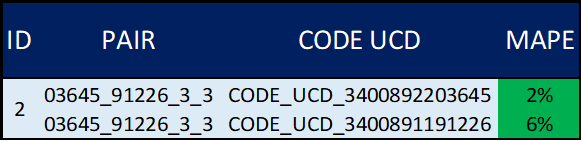 ID PAIR CODE UCD MAPE
2 03645_91226_3_3 CODE_UCD_3400892203645 2%
03645_91226_3_3 CODE_UCD_3400891191226 6%